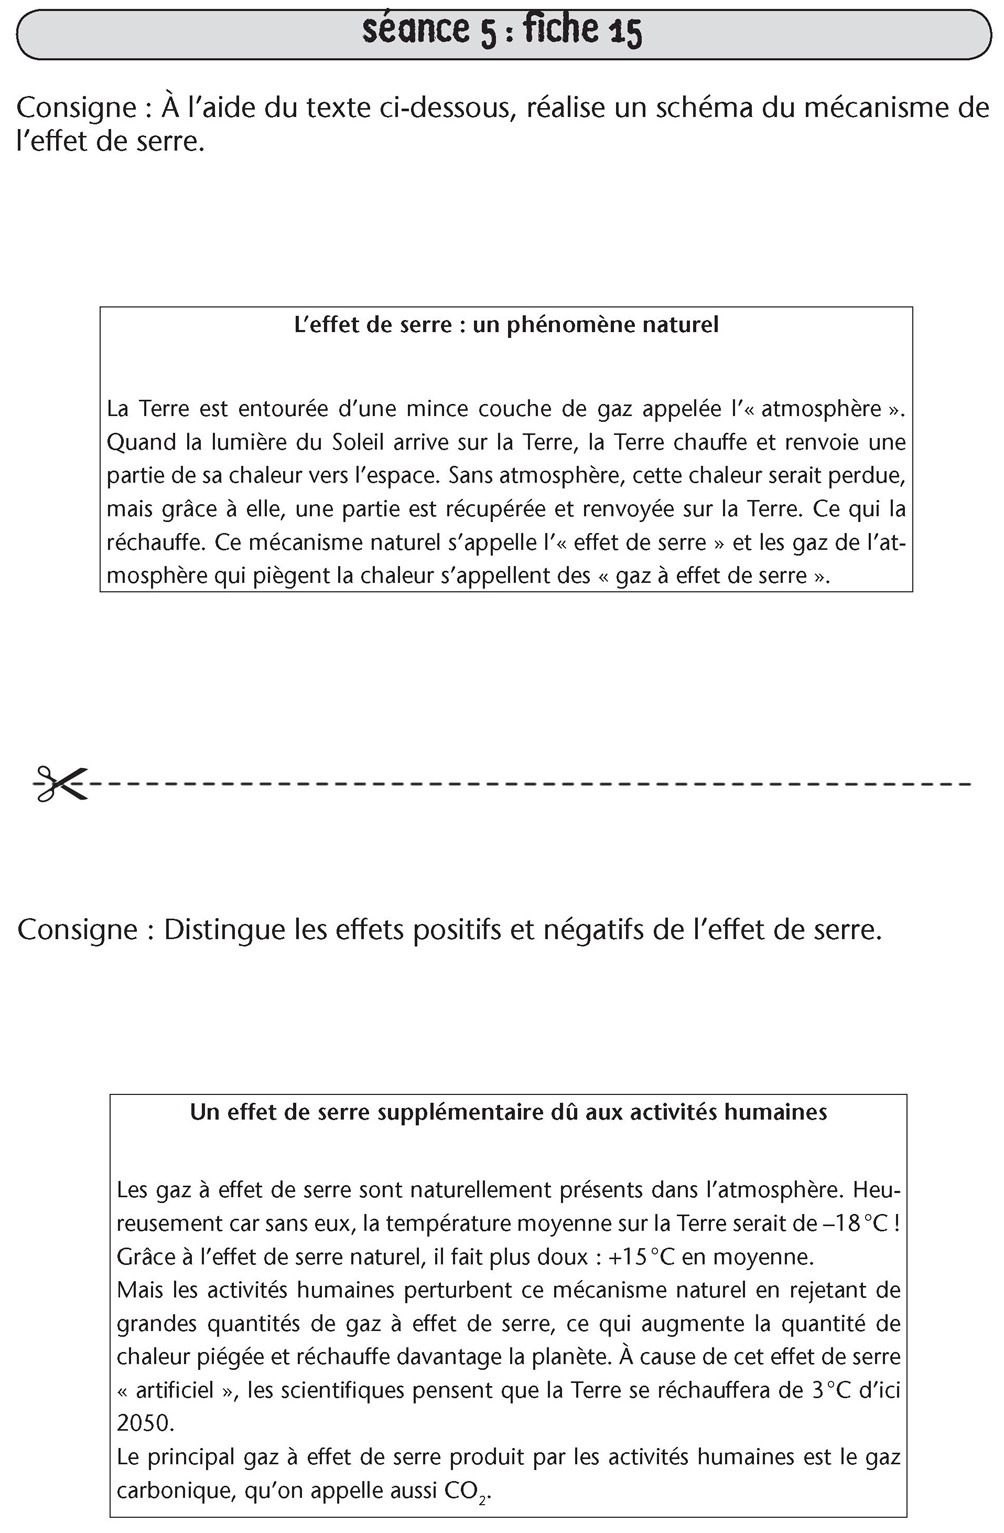 séance 5 : fiche 15
Consigne : À l’aide du texte ci-dessous, réalise un schéma du mécanisme de
l’effet de serre.
L’effet de serre : un phénomène naturel
La Terre est entourée d’une mince couche de gaz appelée l’« atmosphère ».
Quand la lumière du Soleil arrive sur la Terre, la Terre chauffe et renvoie une
partie de sa chaleur vers l’espace. Sans atmosphère, cette chaleur serait perdue,
mais grâce à elle, une partie est récupérée et renvoyée sur la Terre. Ce qui la
réchauffe. Ce mécanisme naturel s’appelle l’« effet de serre » et les gaz de l’at-
mosphère qui piègent la chaleur s’appellent des « gaz à effet de serre ».
Consigne : Distingue les effets positifs et négatifs de l’effet de serre.
Un effet de serre supplémentaire dû aux activités humaines
Les gaz à effet de serre sont naturellement présents dans l’atmosphère. Heu-
reusement car sans eux, la température moyenne sur la Terre serait de –18 °C !
Grâce à l’effet de serre naturel, il fait plus doux : +15 °C en moyenne.
Mais les activités humaines perturbent ce mécanisme naturel en rejetant de
grandes quantités de gaz à effet de serre, ce qui augmente la quantité de
chaleur piégée et réchauffe davantage la planète. À cause de cet effet de serre
« artificiel », les scientifiques pensent que la Terre se réchauffera de 3 °C d’ici
2050.
Le principal gaz à effet de serre produit par les activités humaines est le gaz
carbonique, qu’on appelle aussi CO₂.